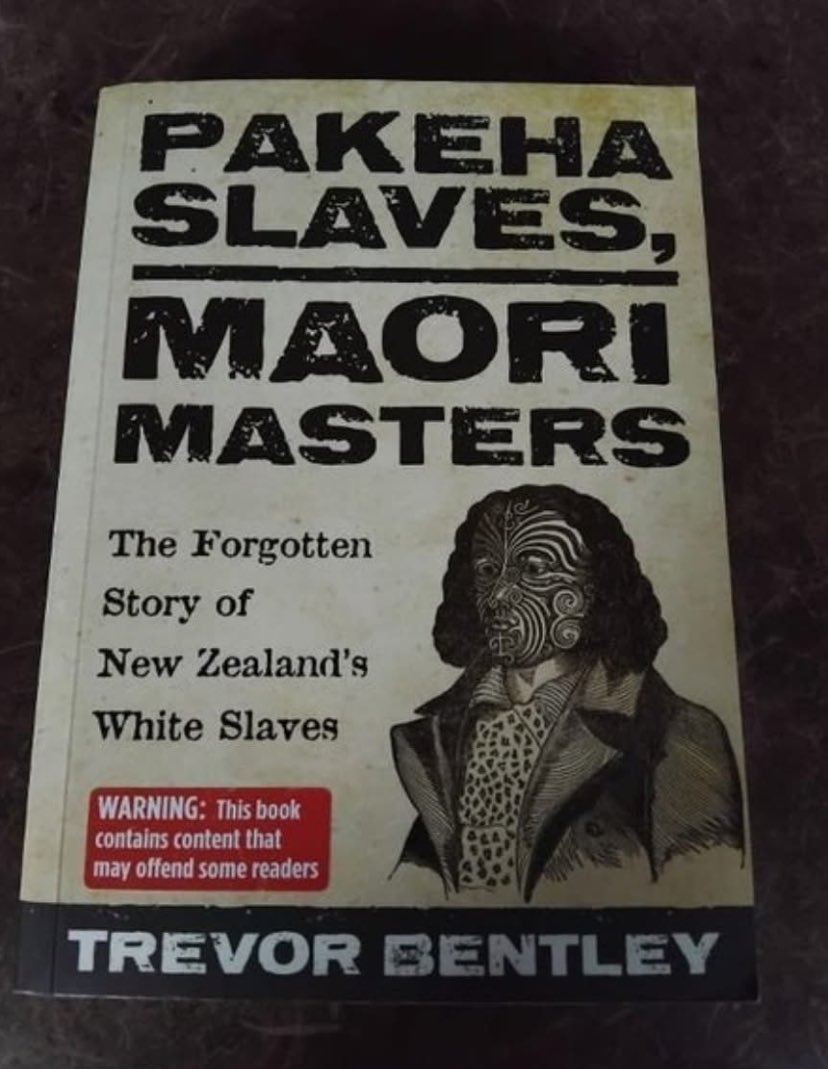 PAKEHA
SLAVES,
MAORI
MASTERS
The Forgotten
Story of
New Zealand's
White Slaves
WARNING: This book
contains content that
may offend some readers
TREVOR BENTLEY